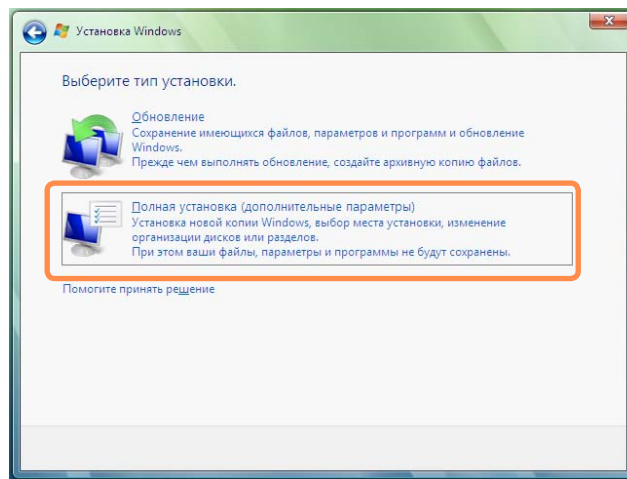 Установка Windows
Выберите тип установки.
Обновление
Сохранение имеющихся файлов, параметров и программ и обновление
Windows.
Прежде чем выполнять обновление, создайте архивную копию файлов.
Полная установка (дополнительные параметры)
Установка новой копии Windows, выбор места установки, изменение
организации дисков или разделов.
При этом ваши файлы, параметры и программы не будут сохранены.
Помогите принять решение